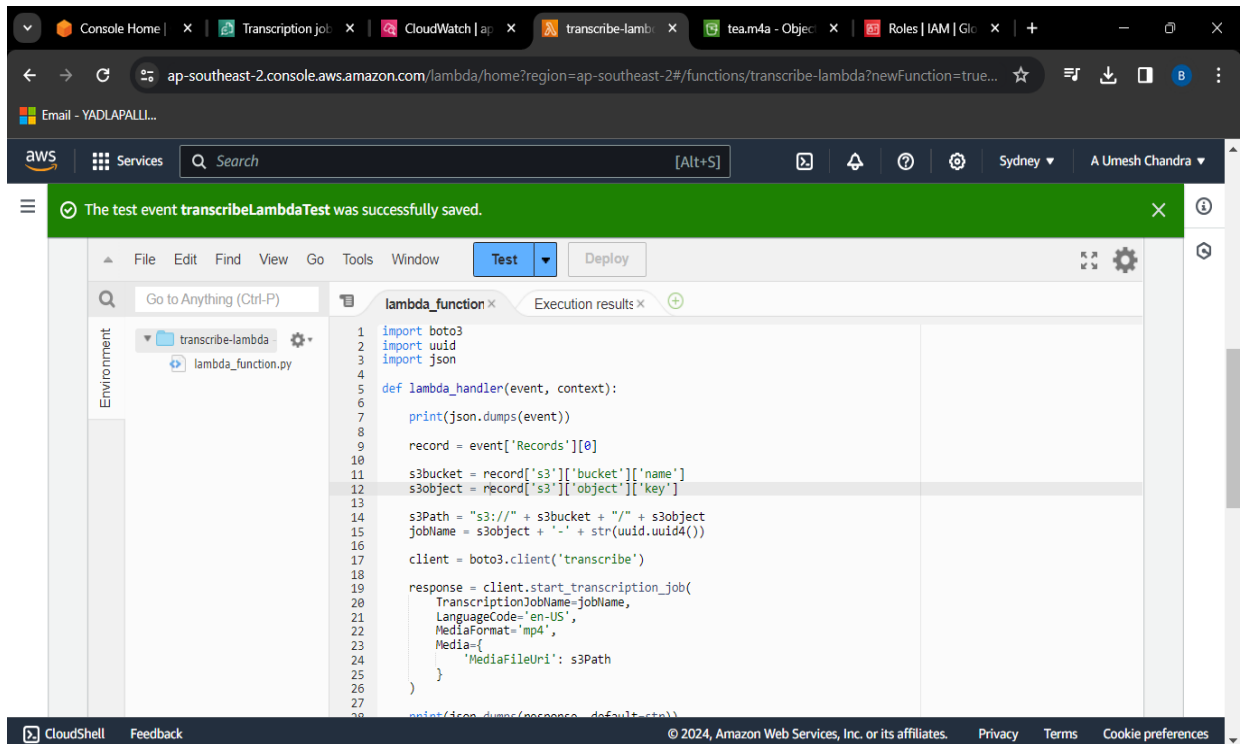 Console Home |
Transcription job
CloudWatch | ap
transcribe-lambd
tea.m4a - Object
Roles | IAM | Glo
ap-southeast-2.console.aws.amazon.com/lambda/home?region=ap-southeast-2#/functions/transcribe-lambda?newFunction=true...
B
Email - YADLAPALLI...
aws
Services
Search
[Alt+S]
Sydney
A Umesh Chandra
The test event transcribeLambdaTest was successfully saved.
File Edit Find View Go Tools Window
Test
Deploy
Go to Anything (Ctrl-P)
lambda_function
Execution results
Environment
transcribe-lambda -
lambda_function.py
1 import boto3
2 import uuid
3 import json
4
5 def lambda_handler(event, context):
6
7 print(json.dumps(event))
8
9 record = event['Records'][0]
10
11 s3bucket = record['s3']['bucket']['name']
12 s3object = record['s3']['object']['key']
13
14 s3Path = "s3://" + s3bucket + "/" + s3object
15 jobName = s3object + '-' + str(uuid.uuid4())
16
17 client = boto3.client('transcribe')
18
19 response = client.start_transcription_job(
20 TranscriptionJobName=jobName,
21 LanguageCode='en-US',
22 MediaFormat='mp4',
23 Media={
24 'MediaFileUri': s3Path
25 }
26 )
27
28 print(json.dumps(response, default=str))
CloudShell
Feedback
© 2024, Amazon Web Services, Inc. or its affiliates.
Privacy
Terms
Cookie preferences